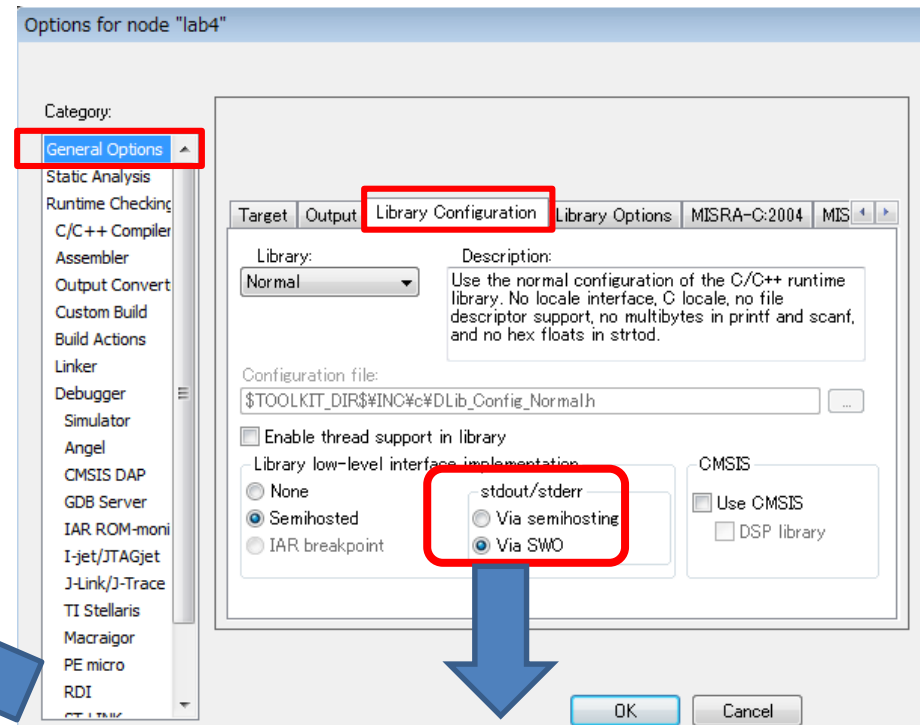 Options for node "lab4"
Category:
General Options
Static Analysis
Runtime Checking
C/C++ Compiler
Assembler
Output Convert
Custom Build
Build Actions
Linker
Debugger
Simulator
Angel
CMSIS DAP
GDB Server
IAR ROM-moni
I-jet/JTAGjet
J-Link/J-Trace
TI Stellaris
Macraigor
PE micro
RDI
ST-LINK
Target Output Library Configuration Library Options MISRA-C:2004 MIS
Library:
Normal
Description:
Use the normal configuration of the C/C++ runtime
library. No locale interface, C locale, no file
descriptor support, no multibytes in printf and scanf,
and no hex floats in strtod.
Configuration file:
$TOOLKIT_DIR$¥INC¥c¥DLib_Config_Normal.h
...
Enable thread support in library
Library low-level interface implementation
None
Semihosted
IAR breakpoint
stdout/stderr
Via semihosting
Via SWO
CMSIS
Use CMSIS
DSP library
OK Cancel